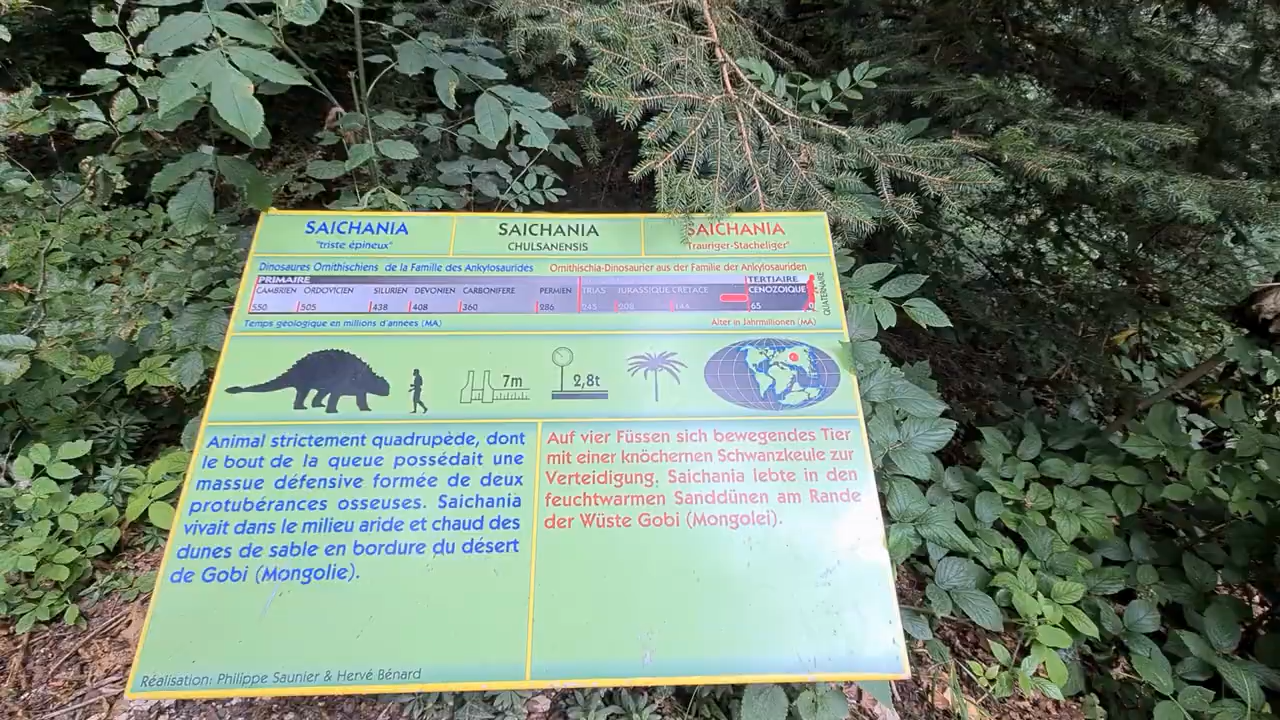 SAICHANIA
"triste épineux"
SAICHANIA
CHULSANENSIS
SAICHANIA
Trauriger-Stacheliger"
Dinosaures Ornithischiens de la Famille des Ankylosauridés
Ornithischia-Dinosaurier aus der Familie der Ankylosauriden
PRIMAIRE
TERTIAIRE
CAMBRIEN ORDOVICIEN SILURIEN DEVONIEN CARBONIFERE PERMIEN TRIAS JURASSIQUE CRETACE CENOZOIQUE
QUATERNAIRE
550 505 438 408 360 286 245 208 144 65 0
Temps géologique en millions d'années (MA)
Alter in Jahrmillionen (MA)
7m
2,8t
Animal strictement quadrupède, dont
le bout de la queue possédait une
massue défensive formée de deux
protubérances osseuses. Saichania
vivait dans le milieu aride et chaud des
dunes de sable en bordure du désert
de Gobi (Mongolie).
Auf vier Füssen sich bewegendes Tier
mit einer knöchernen Schwanzkeule zur
Verteidigung. Saichania lebte in den
feuchtwarmen Sanddünen am Rande
der Wüste Gobi (Mongolei).
Réalisation: Philippe Saunier & Hervé Bénard